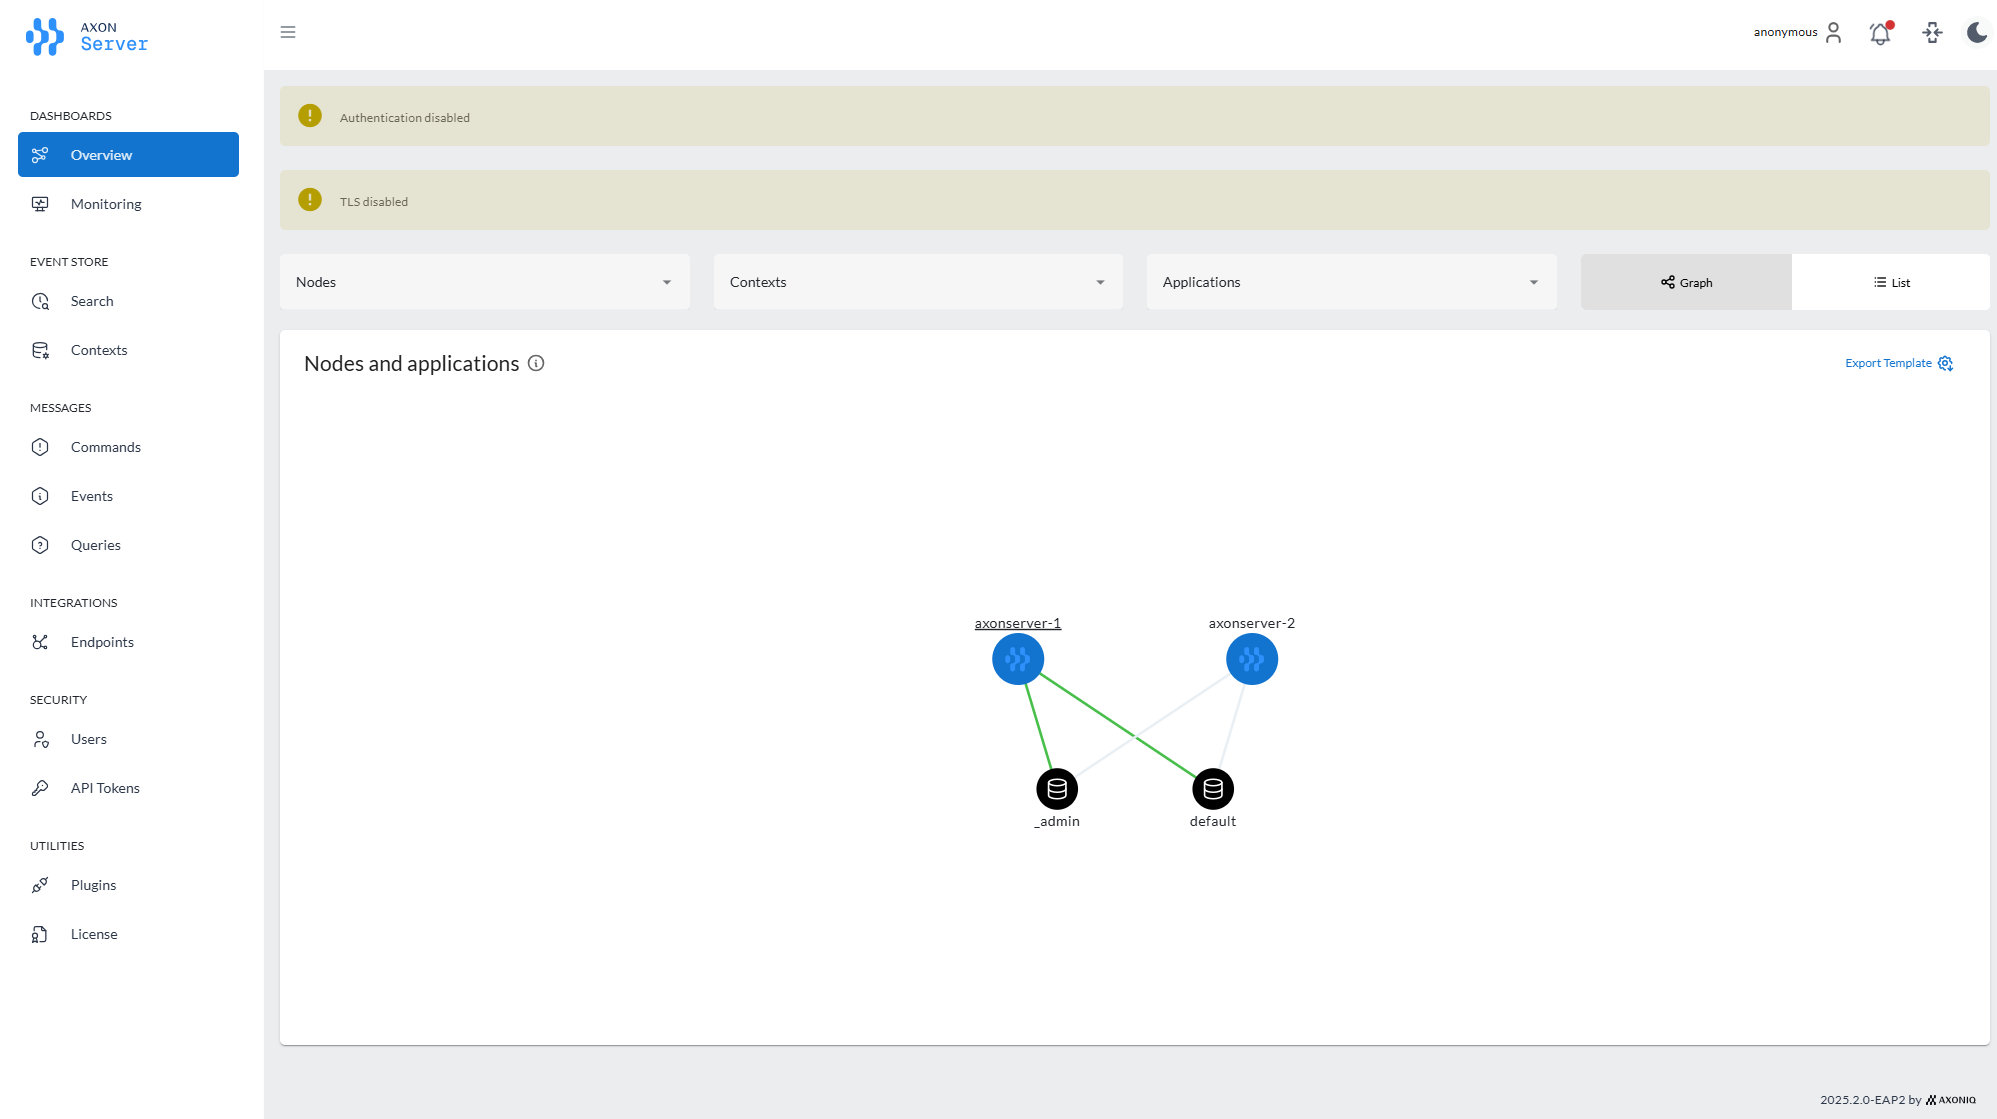 AXON
Server
anonymous
DASHBOARDS
Overview
Monitoring
EVENT STORE
Search
Contexts
MESSAGES
Commands
Events
Queries
INTEGRATIONS
Endpoints
SECURITY
Users
API Tokens
UTILITIES
Plugins
License
Authentication disabled
TLS disabled
Nodes
Contexts
Applications
Graph
List
Nodes and applications
Export Template
axonserver-1
axonserver-2
_admin
default
2025.2.0-EAP2 by AXONIQ